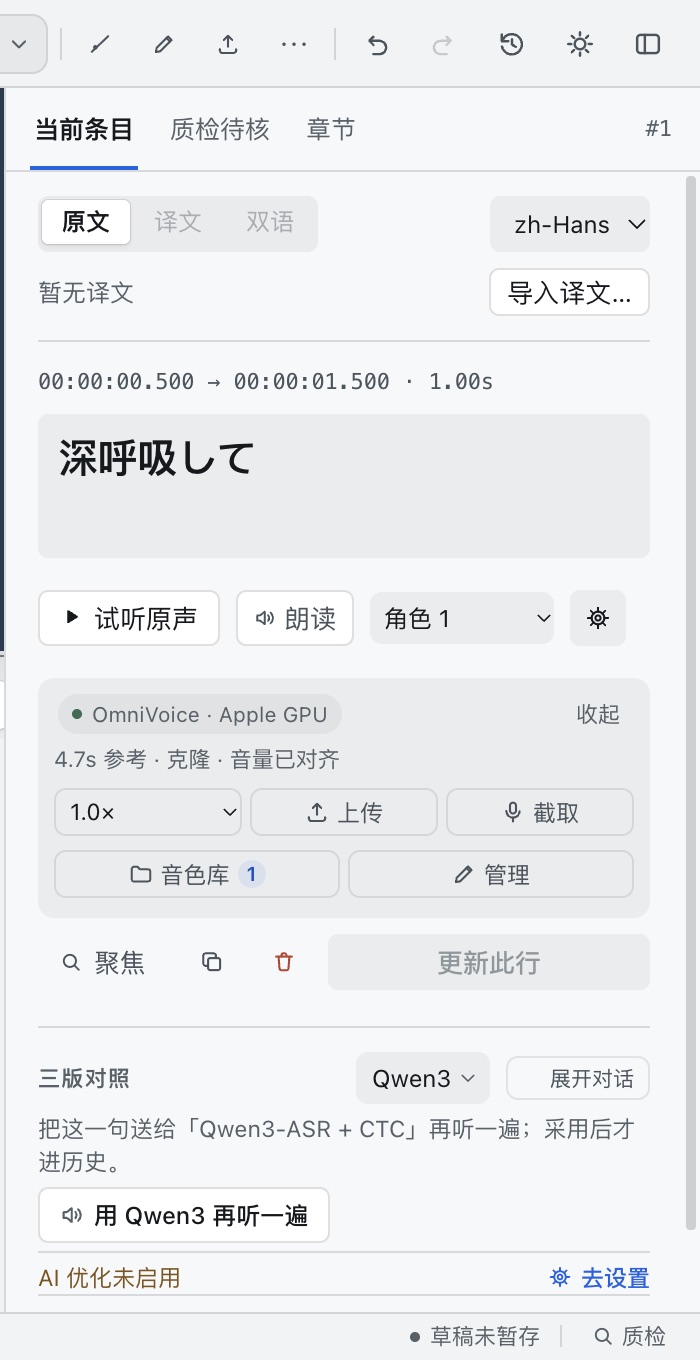 当前条目 质检待核 章节 #1
原文 译文 双语 zh-Hans
暂无译文 导入译文...
00:00:00.500 → 00:00:01.500 · 1.00s
深呼吸して
试听原声 朗读 角色 1
OmniVoice · Apple GPU 收起
4.7s 参考 · 克隆 · 音量已对齐
1.0× 上传 截取
音色库 1 管理
聚焦 更新此行
三版对照 Qwen3 展开对话
把这一句送给「Qwen3-ASR + CTC」再听一遍；采用后才
进历史。
用 Qwen3 再听一遍
AI 优化未启用 去设置
草稿未暂存 质检